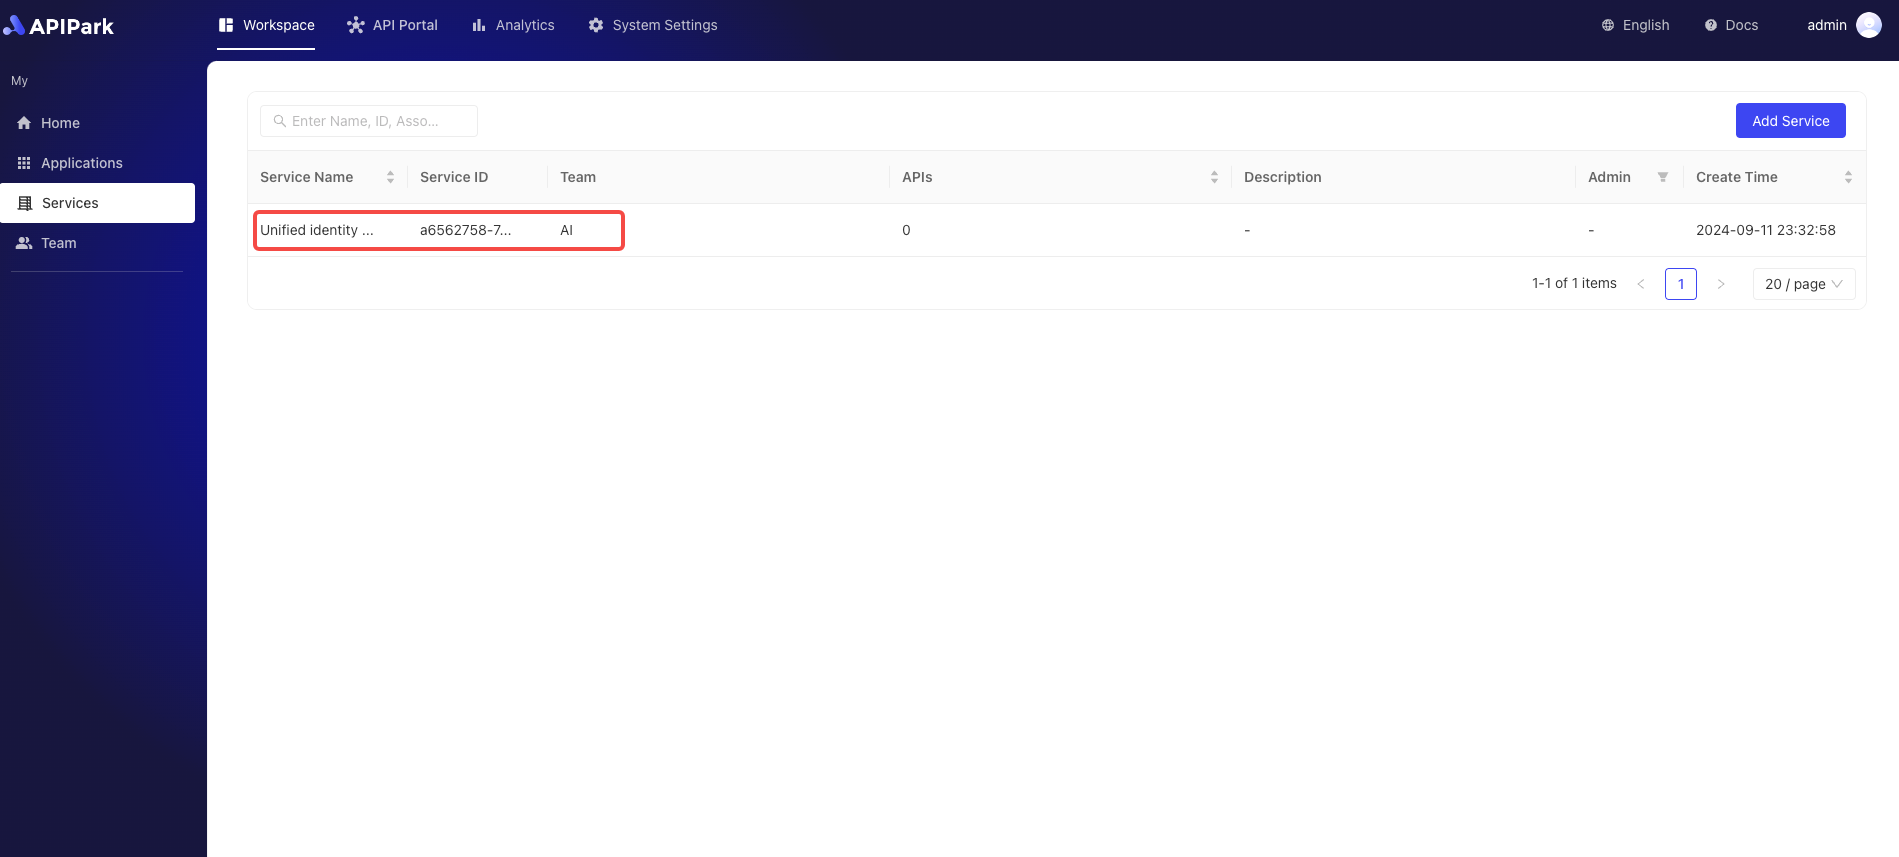 APIPark
Workspace
API Portal
Analytics
System Settings
English
Docs
admin
My
Home
Applications
Services
Team
Enter Name, ID, Asso...
Add Service
Service Name
Service ID
Team
APIs
Description
Admin
Create Time
Unified identity ...
a6562758-7...
AI
0
-
-
2024-09-11 23:32:58
1-1 of 1 items
1
20 / page